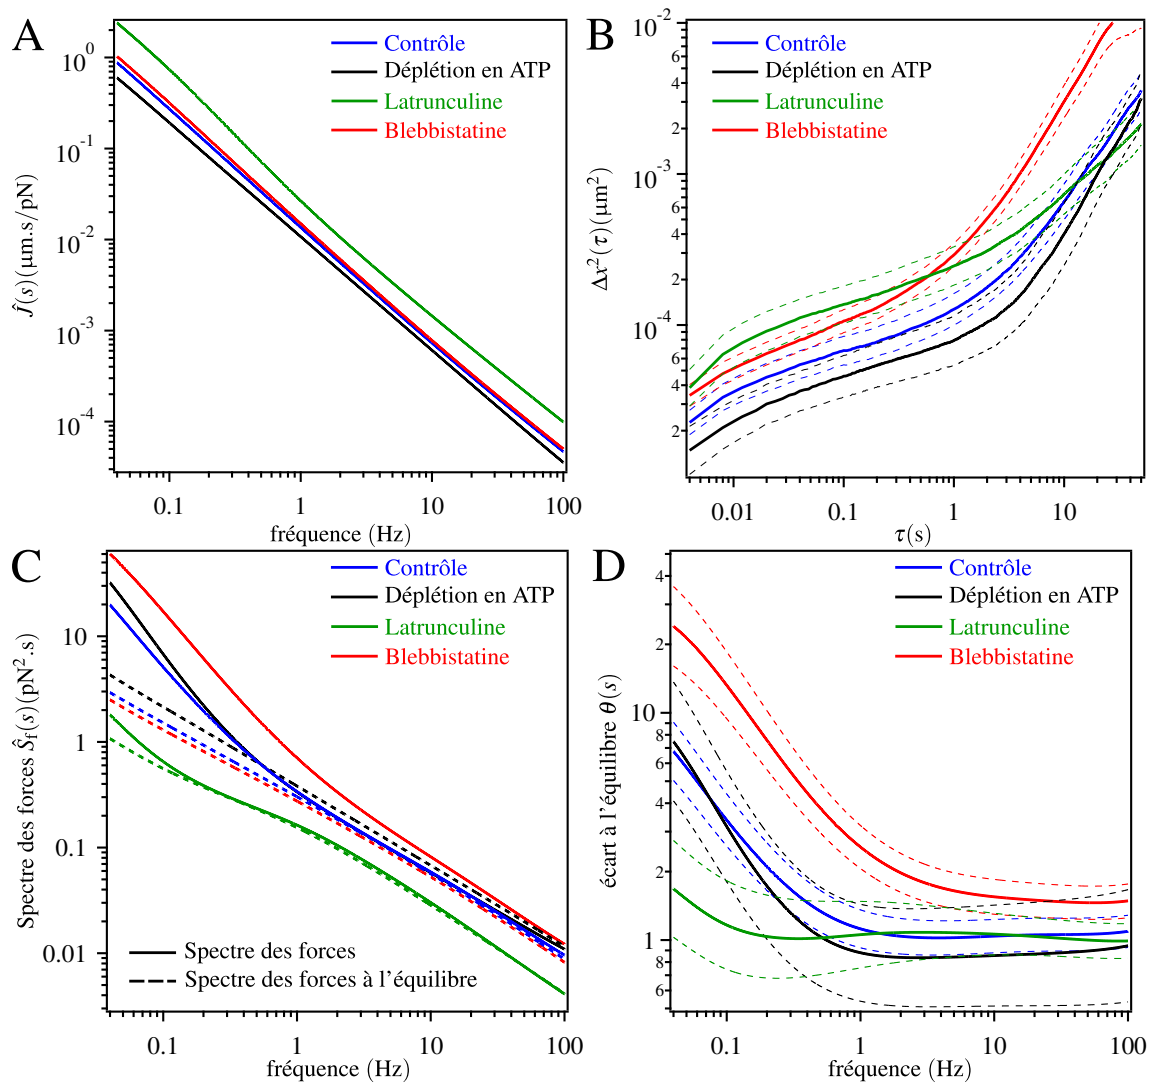 A
Contrôle
Déplétion en ATP
Latrunculine
Blebbistatine
10^0
10^-1
10^-2
10^-3
10^-4
Ĵ(s)(μm.s/pN)
0.1 1 10 100
fréquence (Hz)
B
Contrôle
Déplétion en ATP
Latrunculine
Blebbistatine
10^-2
8
6
4
2
10^-3
8
6
4
2
10^-4
8
6
4
2
Δx²(τ)(μm²)
0.01 0.1 1 10
τ(s)
C
Contrôle
Déplétion en ATP
Latrunculine
Blebbistatine
10
1
0.1
0.01
Spectre des forces Ŝf(s)(pN².s)
Spectre des forces
Spectre des forces à l'équilibre
0.1 1 10 100
fréquence (Hz)
D
Contrôle
Déplétion en ATP
Latrunculine
Blebbistatine
4
2
10
8
6
4
2
1
8
6
écart à l'équilibre θ(s)
0.1 1 10 100
fréquence (Hz)